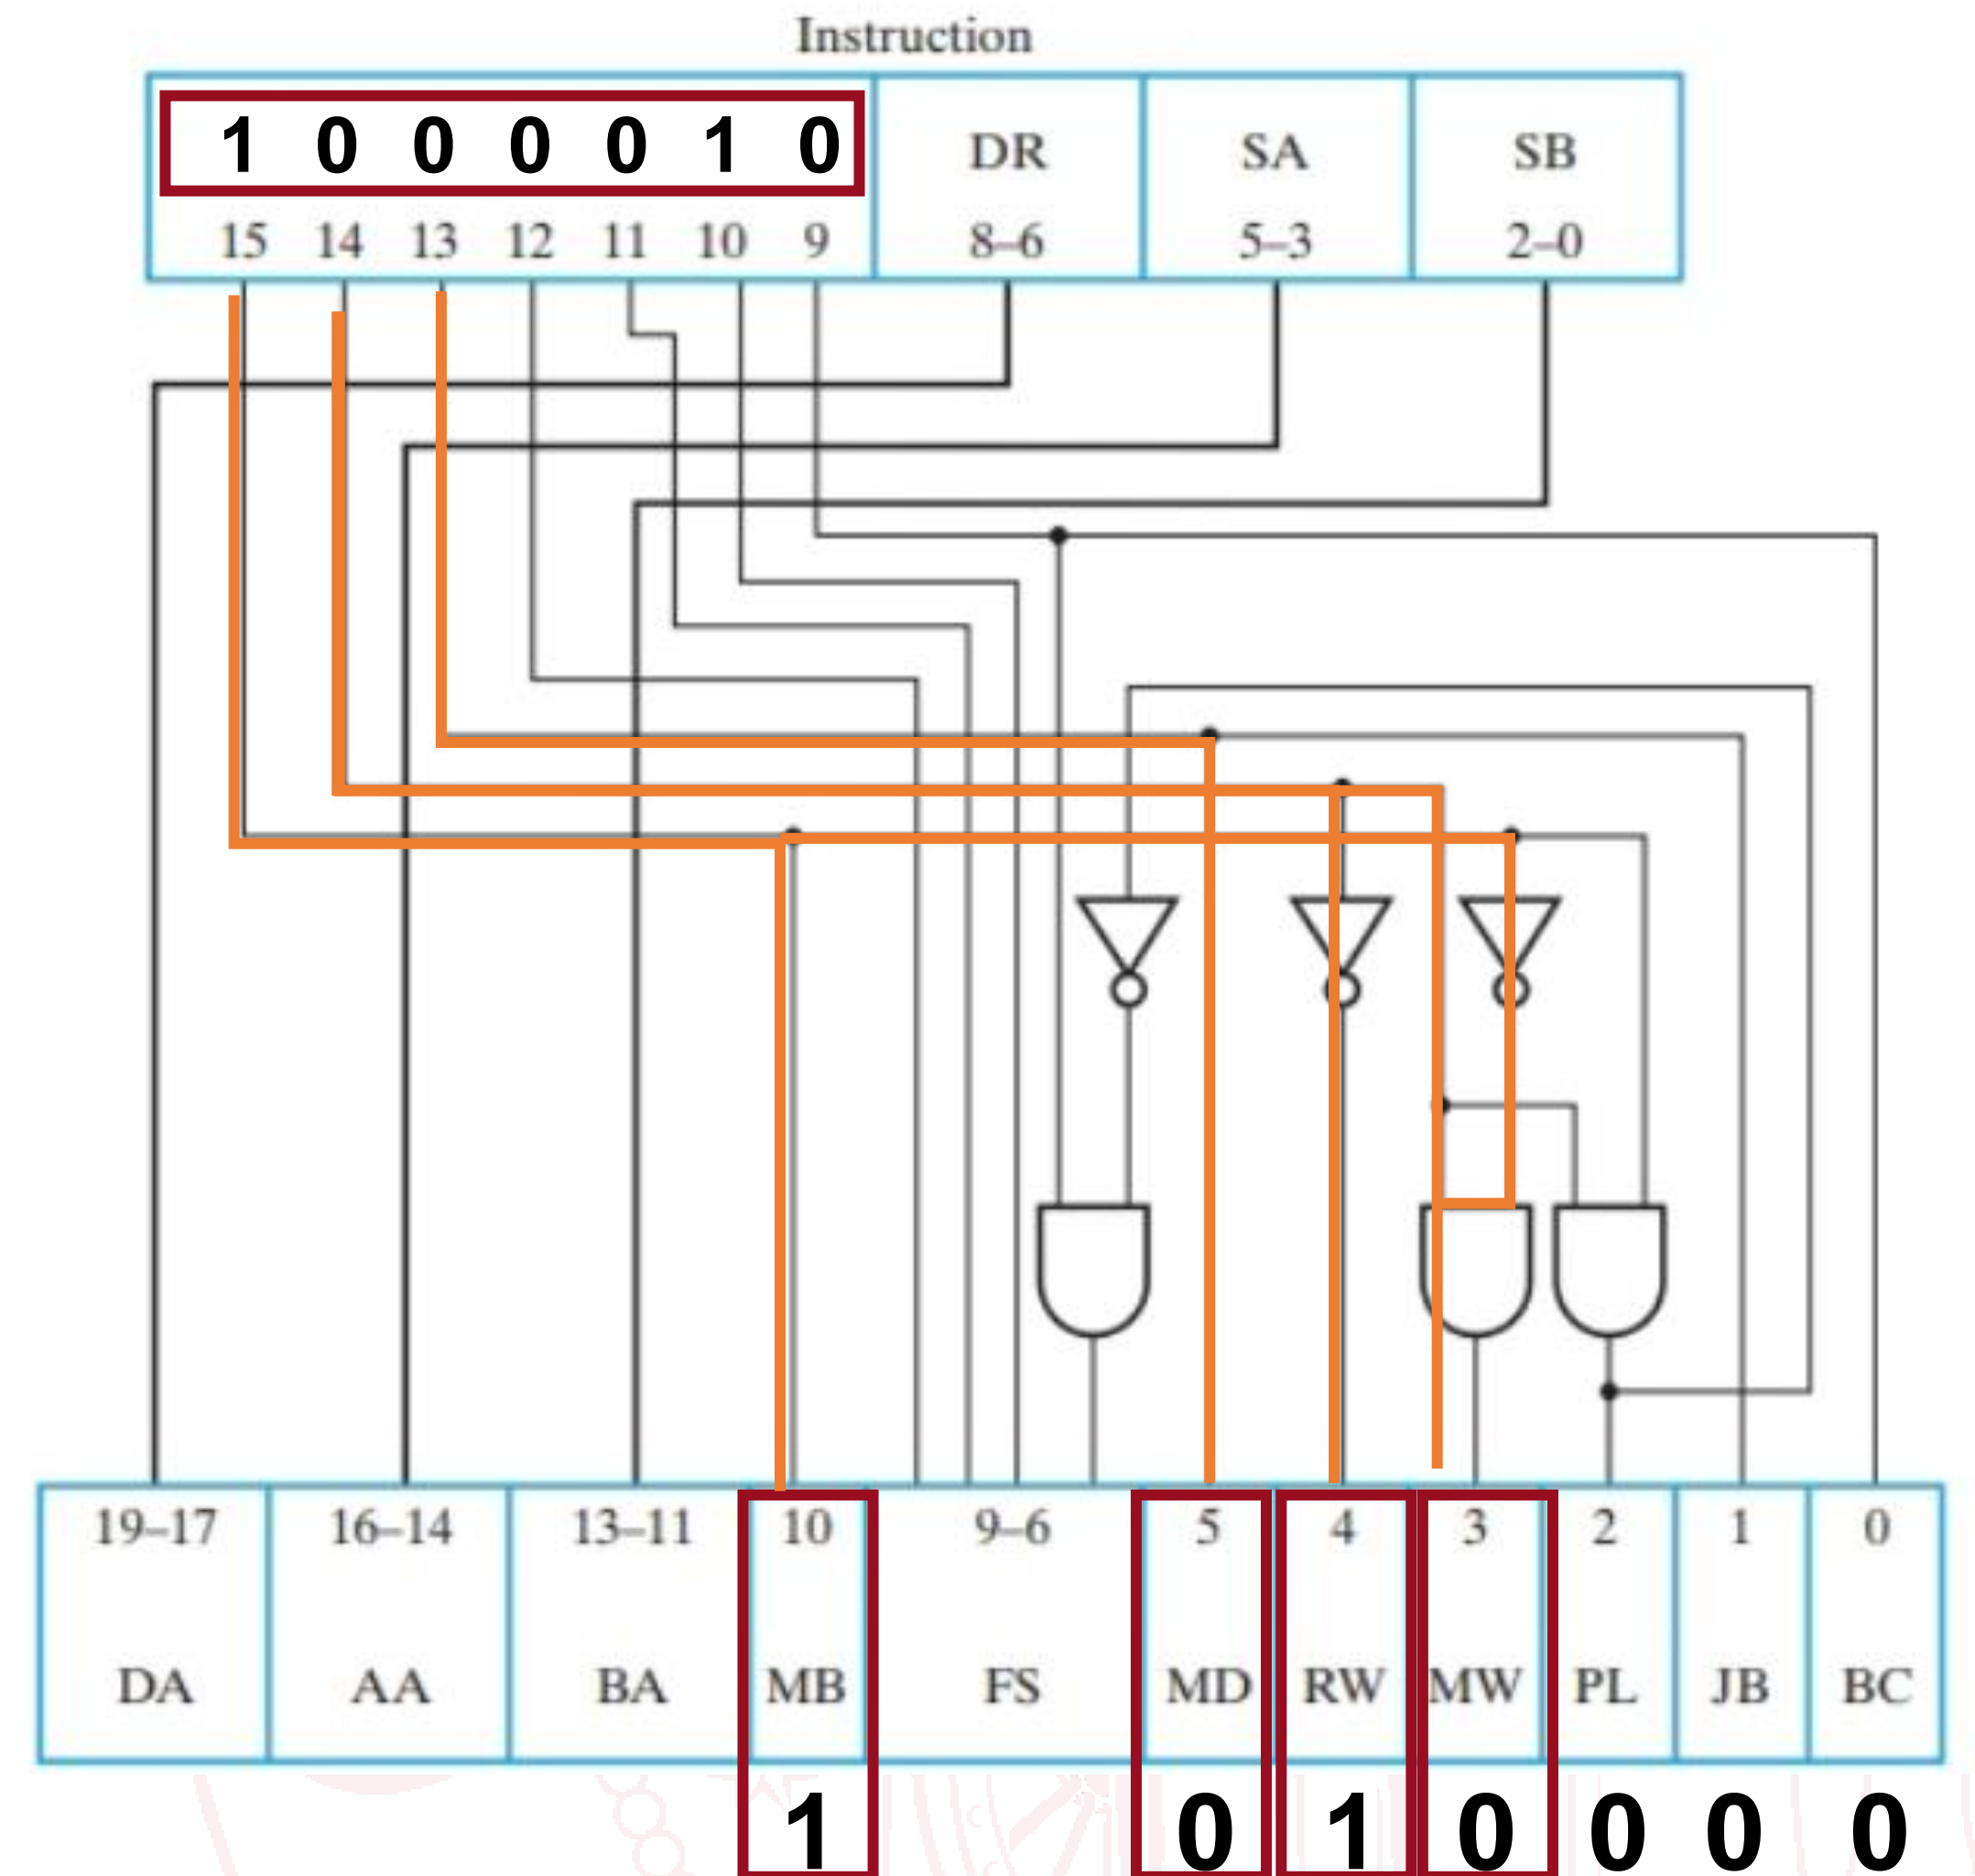 Instruction
1 0 0 0 0 1 0 DR SA SB
15 14 13 12 11 10 9 8–6 5–3 2–0
19–17 16–14 13–11 10 9–6 5 4 3 2 1 0
DA AA BA MB FS MD RW MW PL JB BC
1 0 1 0 0 0 0